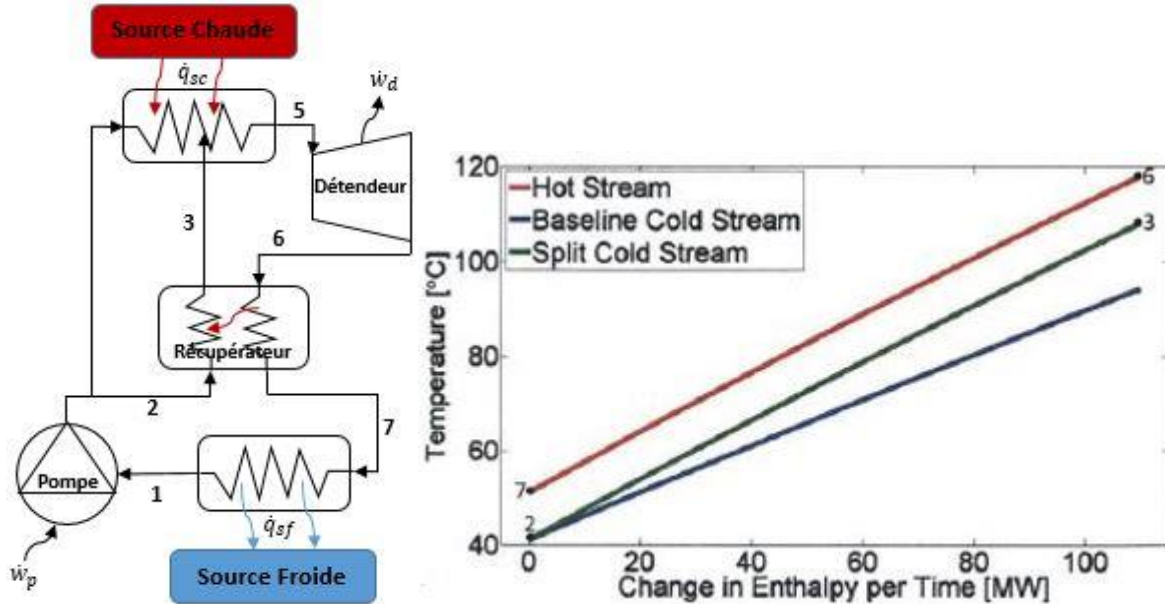 Source Chaude
q̇sc
ẇd
5
Détendeur
3
6
Récupérateur
2
7
Pompe
1
q̇sf
ẇp
Source Froide
120
100
80
60
40
Temperature [°C]
Hot Stream
Baseline Cold Stream
Split Cold Stream
6
3
7
2
0
20
40
60
80
100
Change in Enthalpy per Time [MW]